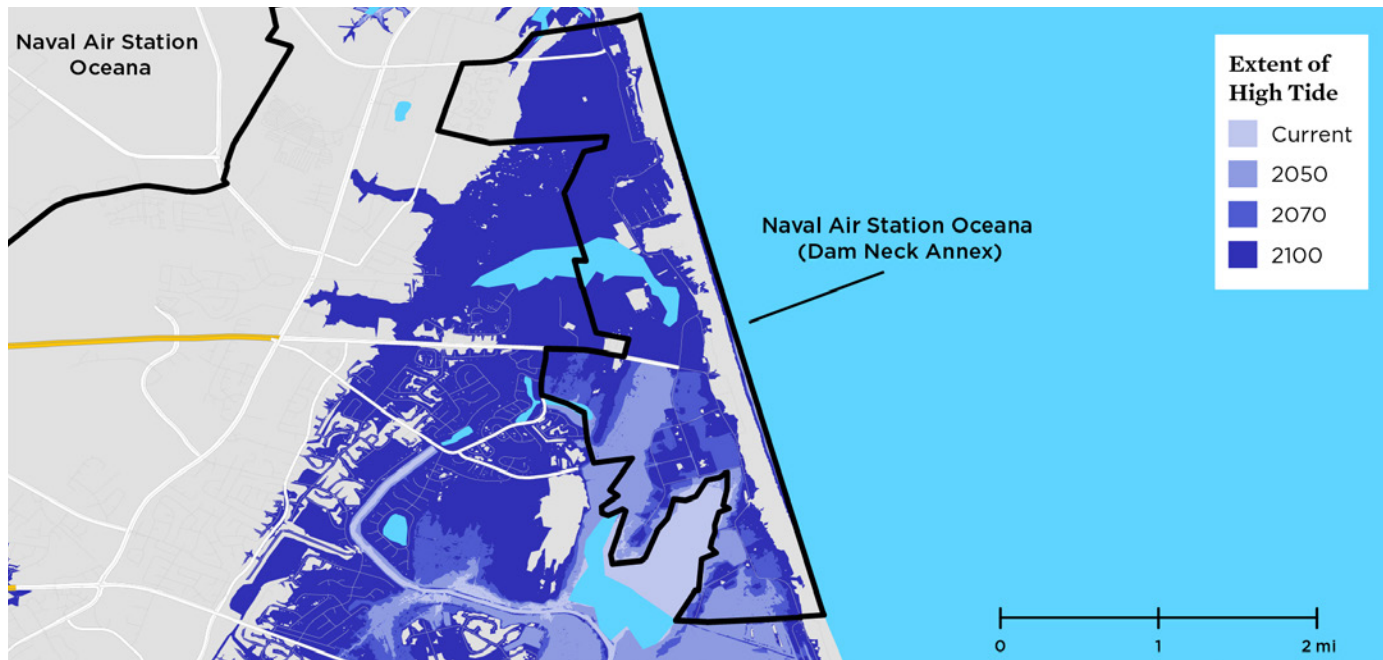 Naval Air Station
Oceana
Extent of
High Tide
Current
2050
2070
2100
Naval Air Station Oceana
(Dam Neck Annex)
0
1
2 mi